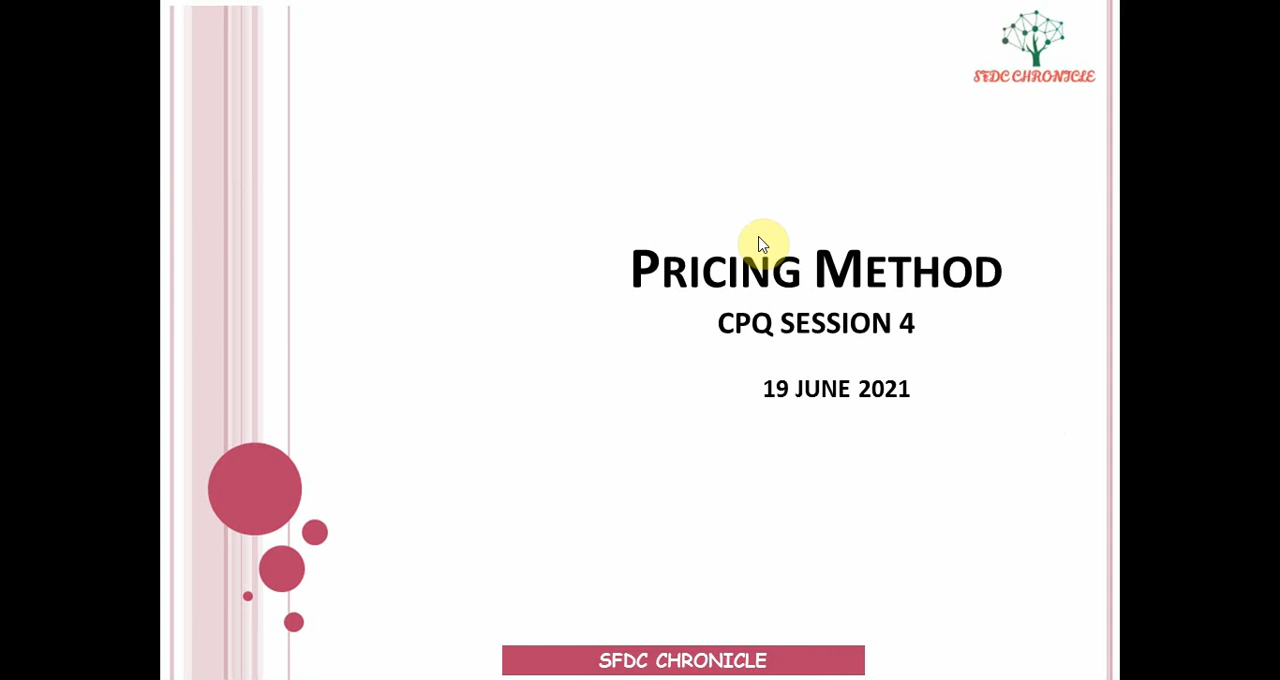 SFDC CHRONICLE
PRICING METHOD
CPQ SESSION 4
19 JUNE 2021
SFDC CHRONICLE